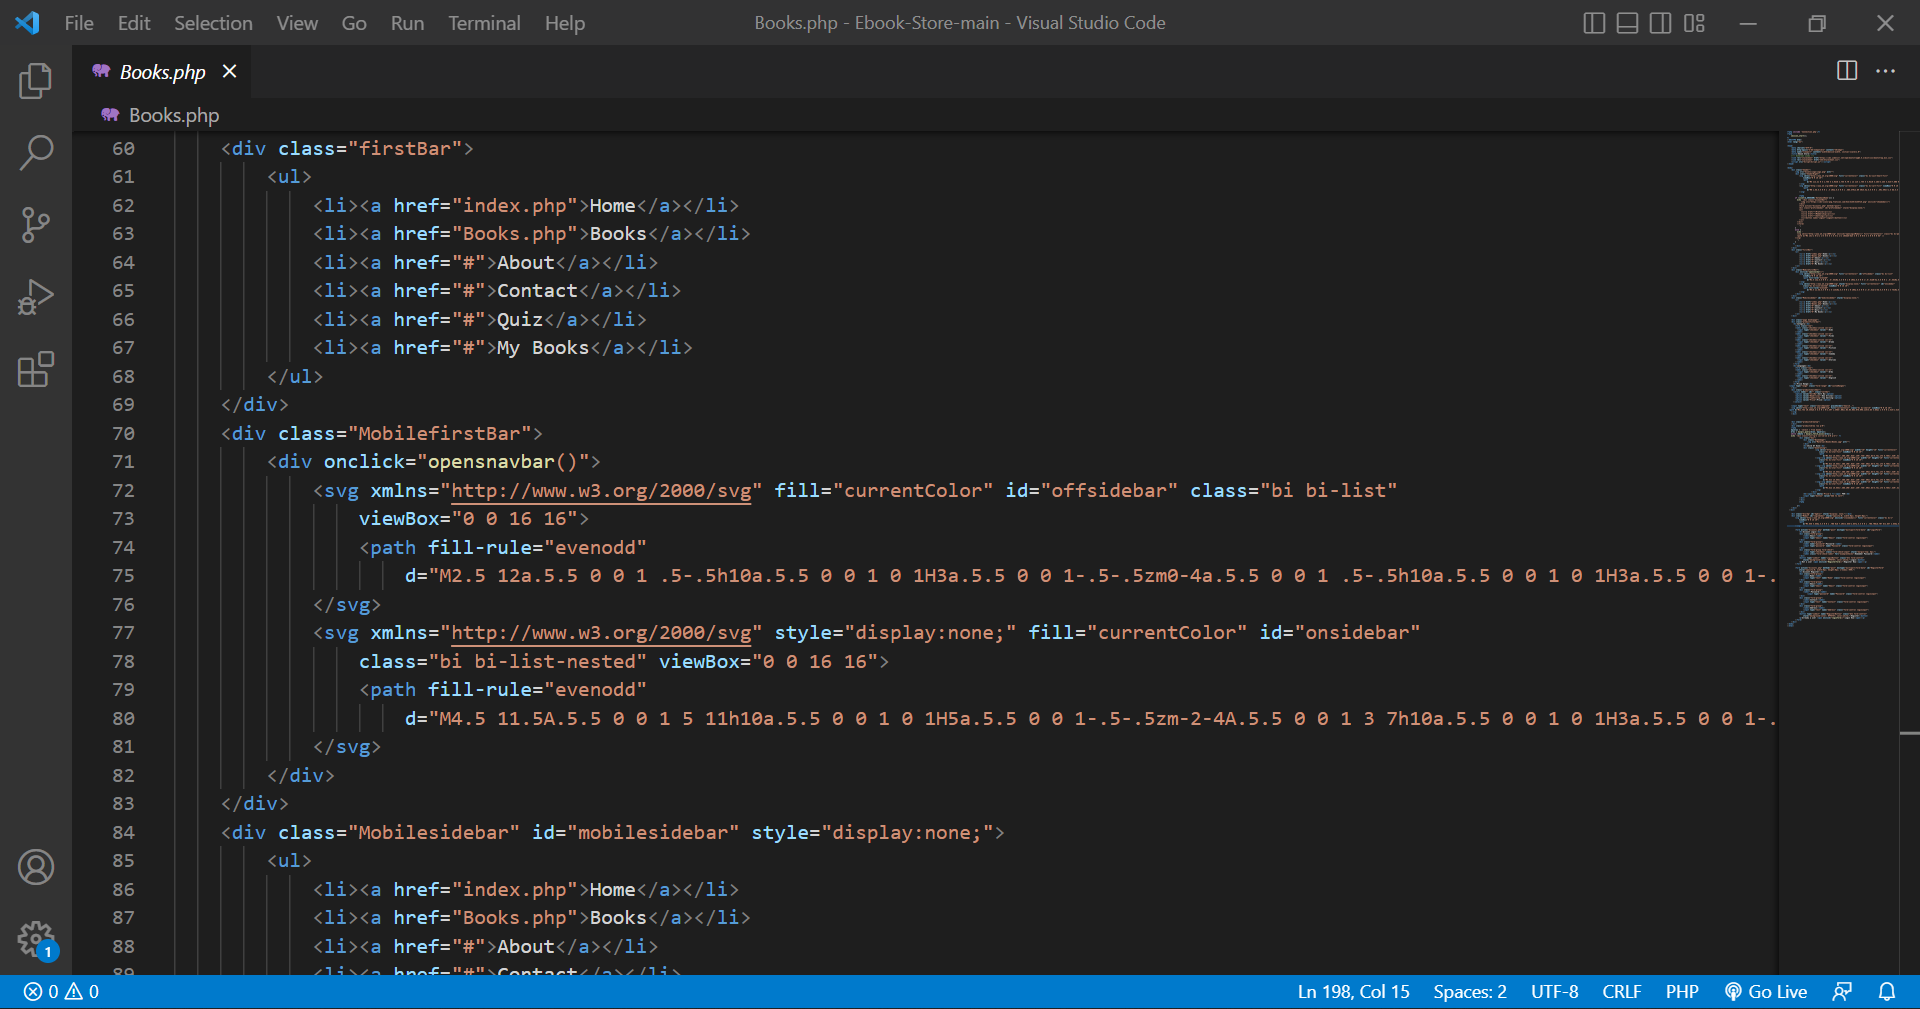 File Edit Selection View Go Run Terminal Help Books.php - Ebook-Store-main - Visual Studio Code
Books.php
Books.php
60 <div class="firstBar">
61 <ul>
62 <li><a href="index.php">Home</a></li>
63 <li><a href="Books.php">Books</a></li>
64 <li><a href="#">About</a></li>
65 <li><a href="#">Contact</a></li>
66 <li><a href="#">Quiz</a></li>
67 <li><a href="#">My Books</a></li>
68 </ul>
69 </div>
70 <div class="MobilefirstBar">
71 <div onclick="opensnavbar()">
72 <svg xmlns="http://www.w3.org/2000/svg" fill="currentColor" id="offsidebar" class="bi bi-list"
73 viewBox="0 0 16 16">
74 <path fill-rule="evenodd"
75 d="M2.5 12a.5.5 0 0 1 .5-.5h10a.5.5 0 0 1 0 1H3a.5.5 0 0 1-.5-.5zm0-4a.5.5 0 0 1 .5-.5h10a.5.5 0 0 1 0 1H3a.5.5 0 0 1-.
76 </svg>
77 <svg xmlns="http://www.w3.org/2000/svg" style="display:none;" fill="currentColor" id="onsidebar"
78 class="bi bi-list-nested" viewBox="0 0 16 16">
79 <path fill-rule="evenodd"
80 d="M4.5 11.5A.5.5 0 0 1 5 11h10a.5.5 0 0 1 0 1H5a.5.5 0 0 1-.5-.5zm-2-4A.5.5 0 0 1 3 7h10a.5.5 0 0 1 0 1H3a.5.5 0 0 1-.
81 </svg>
82 </div>
83 </div>
84 <div class="Mobilesidebar" id="mobilesidebar" style="display:none;">
85 <ul>
86 <li><a href="index.php">Home</a></li>
87 <li><a href="Books.php">Books</a></li>
88 <li><a href="#">About</a></li>
89 <li><a href="#">Contact</a></li>
1
0 0 Ln 198, Col 15 Spaces: 2 UTF-8 CRLF PHP Go Live